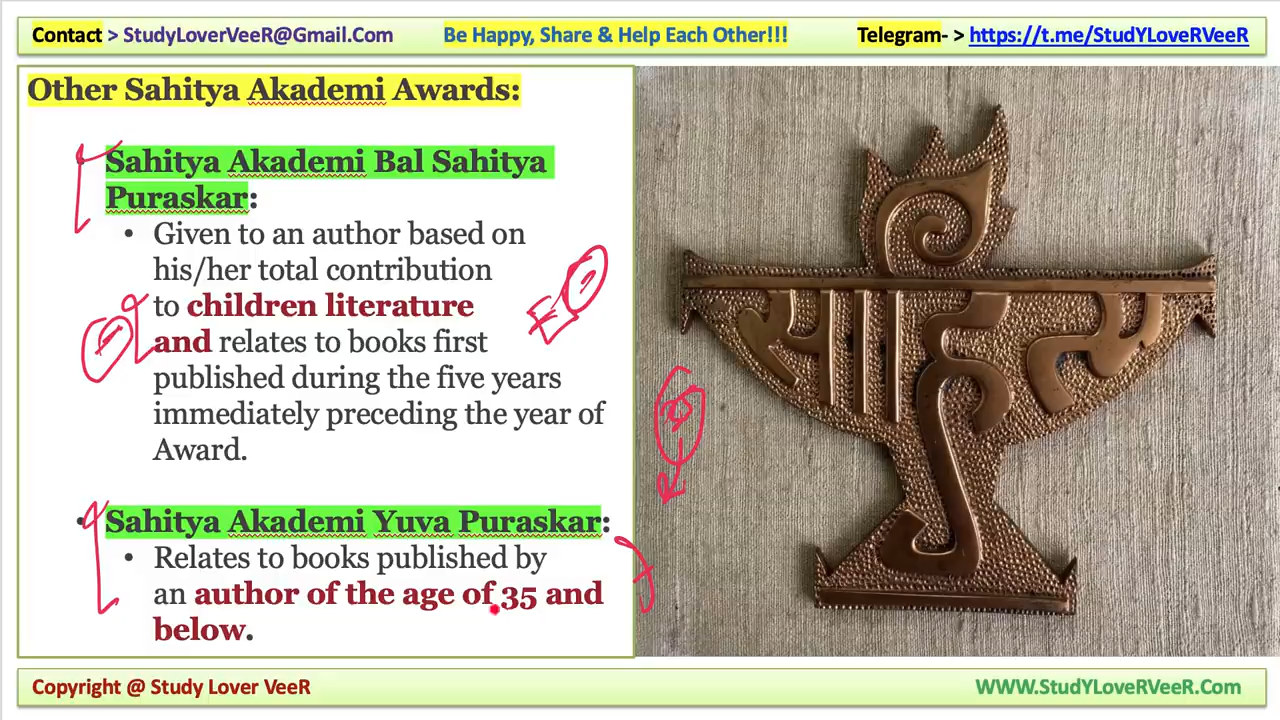 Contact > StudyLoverVeeR@Gmail.Com Be Happy, Share & Help Each Other!!! Telegram- > https://t.me/StudYLoveRVeeR
Other Sahitya Akademi Awards:
Sahitya Akademi Bal Sahitya
Puraskar:
• Given to an author based on
his/her total contribution
to children literature
and relates to books first
published during the five years
immediately preceding the year of
Award.
• Sahitya Akademi Yuva Puraskar:
• Relates to books published by
an author of the age of 35 and
below.
साहित्य
Copyright @ Study Lover VeeR WWW.StudYLoveRVeeR.Com